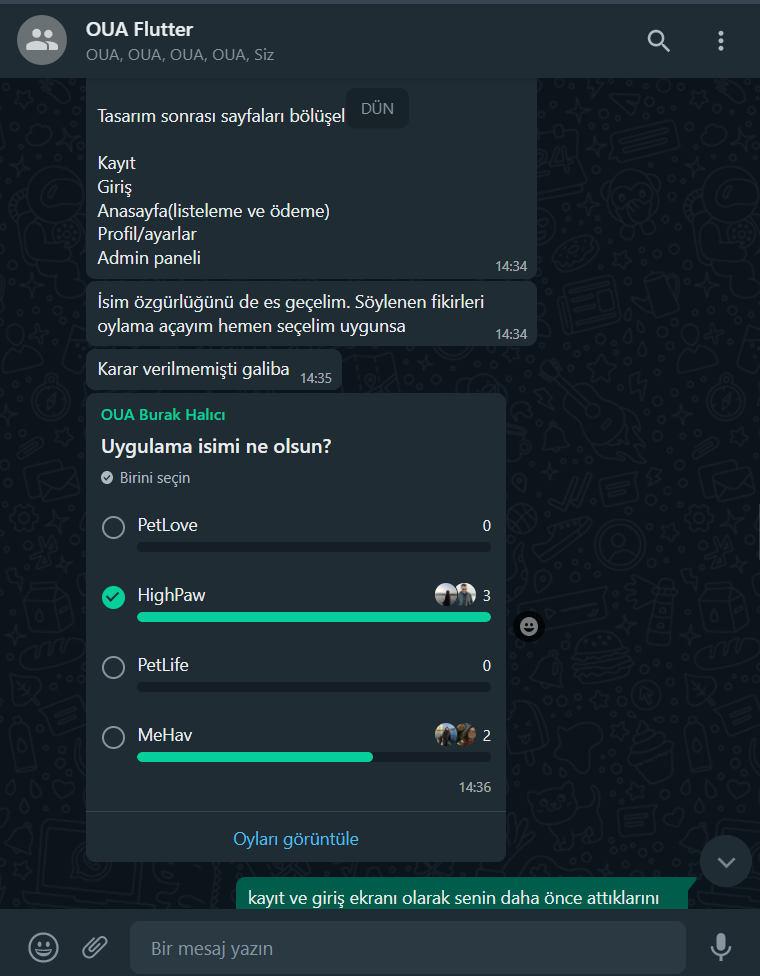 OUA Flutter
OUA, OUA, OUA, OUA, Siz
DÜN
Tasarım sonrası sayfaları bölüşel
Kayıt
Giriş
Anasayfa(listeleme ve ödeme)
Profil/ayarlar
Admin paneli
14:34
İsim özgürlüğünü de es geçelim. Söylenen fikirleri
oylama açayım hemen seçelim uygunsa
14:34
Karar verilmemişti galiba
14:35
OUA Burak Halıcı
Uygulama isimi ne olsun?
Birini seçin
PetLove 0
HighPaw 3
PetLife 0
MeHav 2
14:36
Oyları görüntüle
kayıt ve giriş ekranı olarak senin daha önce attıklarını
Bir mesaj yazın